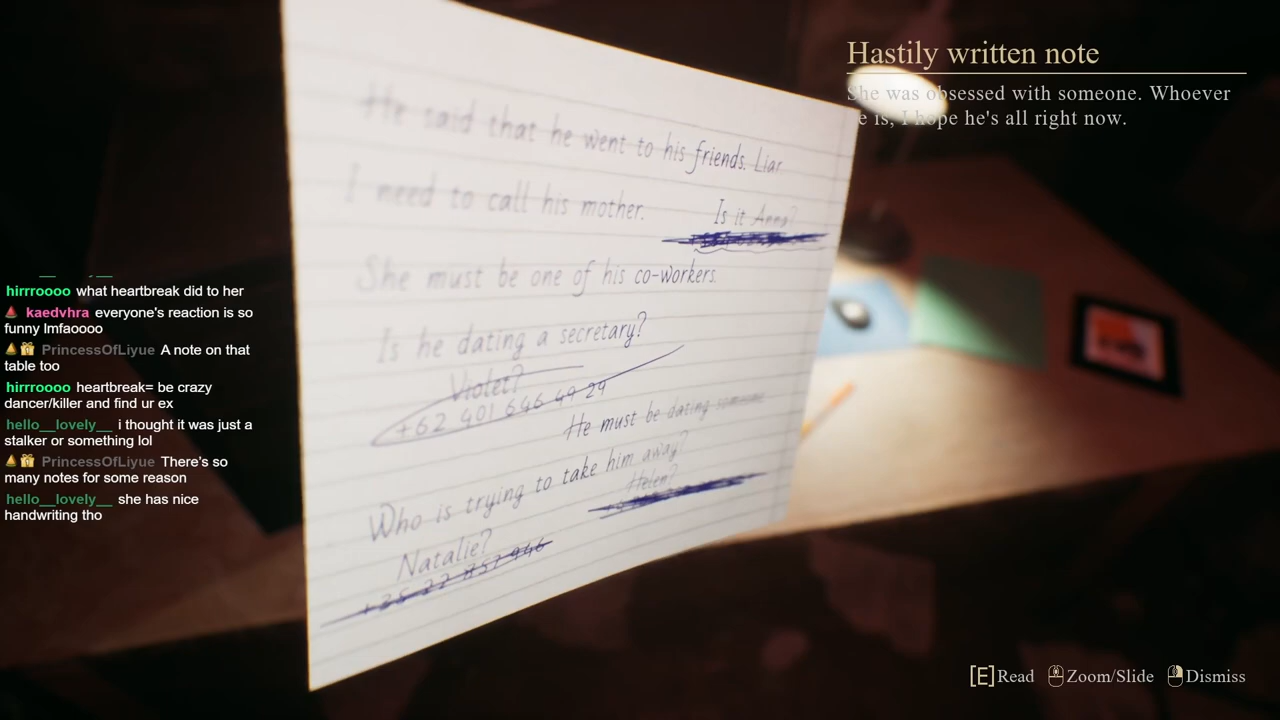 Hastily written note
She was obsessed with someone. Whoever
he is, I hope he's all right now.
He said that he went to his friends. Liar
I need to call his mother.
Is it Anna?
She must be one of his co-workers.
Is he dating a secretary?
Violet?
+62 401 646 49 29
He must be dating someone
Who is trying to take him away?
Helen?
Natalie?
hirrroooo what heartbreak did to her
kaedvhra everyone's reaction is so
funny lmfaoooo
PrincessOfLiyue A note on that
table too
hirrroooo heartbreak= be crazy
dancer/killer and find ur ex
hello__lovely__ i thought it was just a
stalker or something lol
PrincessOfLiyue There's so
many notes for some reason
hello__lovely__ she has nice
handwriting tho
[E]Read Zoom/Slide Dismiss